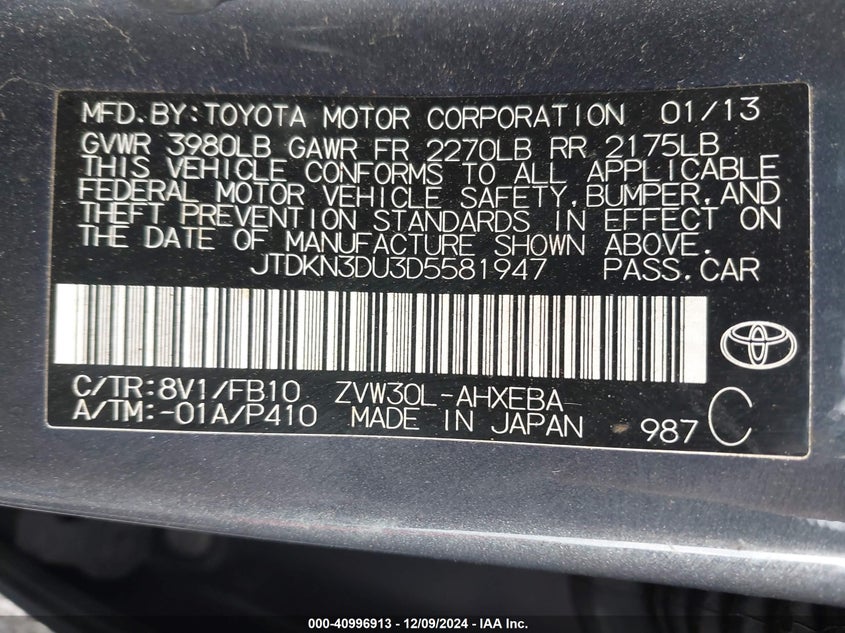 MFD.BY:TOYOTA MOTOR CORPORATION 01/13
GVWR 3980LB GAWR FR 2270LB RR 2175LB
THIS VEHICLE CONFORMS TO ALL APPLICABLE
FEDERAL MOTOR VEHICLE SAFETY,BUMPER,AND
THEFT PREVENTION STANDARDS IN EFFECT ON
THE DATE OF MANUFACTURE SHOWN ABOVE.
JTDKN3DU3D5581947 PASS.CAR
C/TR:8V1/FB10 ZVW30L-AHXEBA
A/TM:-01A/P410 MADE IN JAPAN 987 C
000-40996913 - 12/09/2024 - IAA Inc.